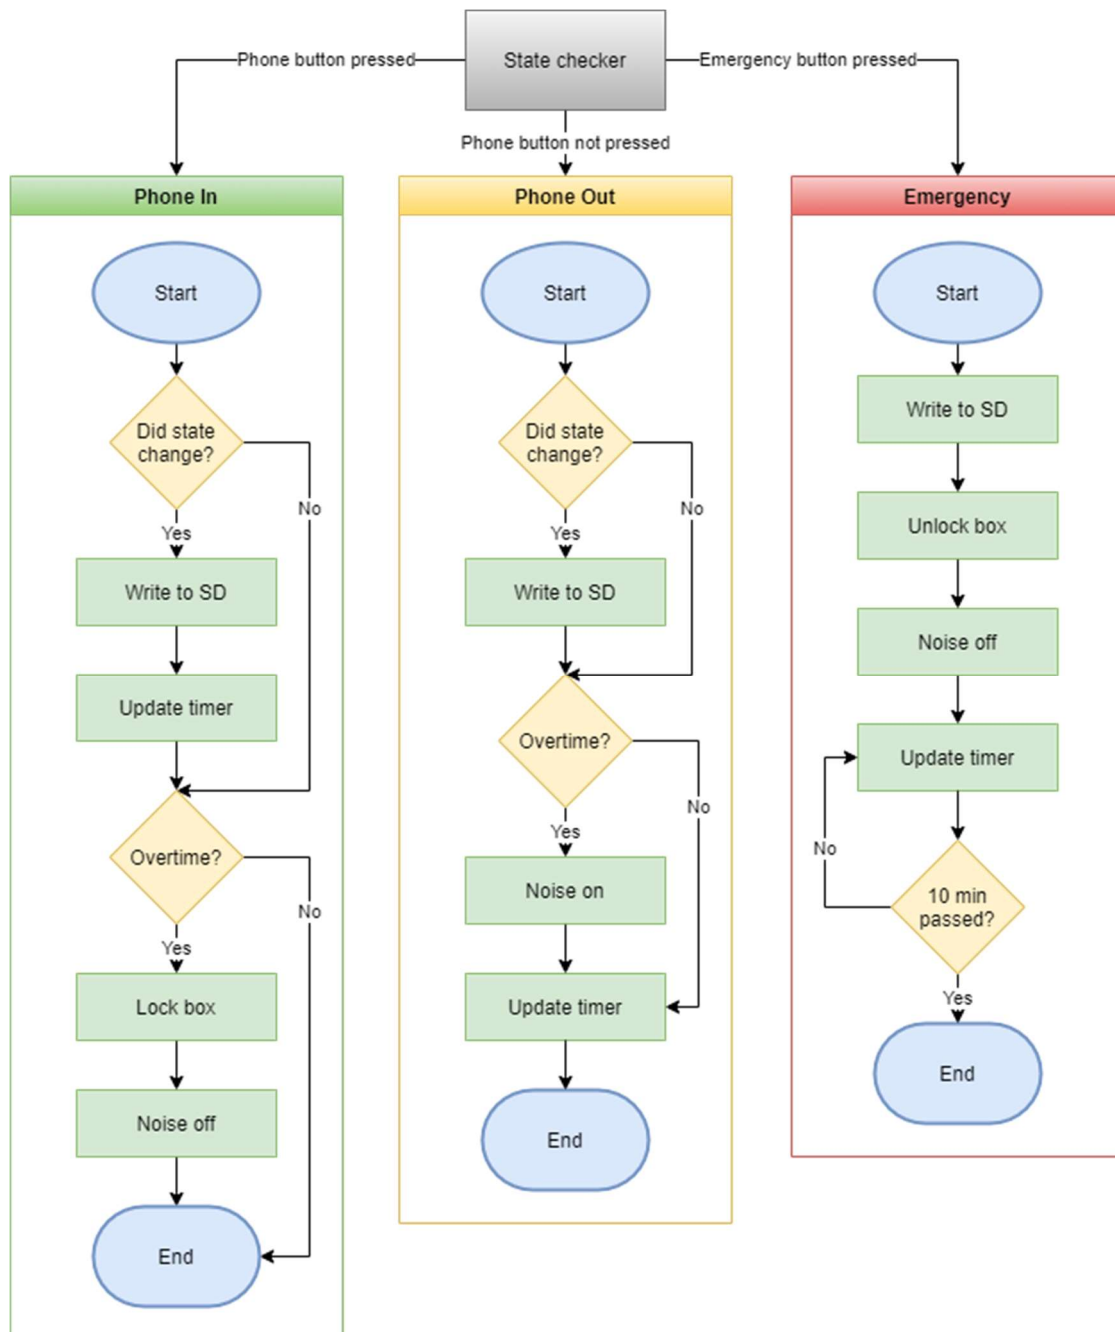 State checker
Phone button pressed
Emergency button pressed
Phone button not pressed
Phone In
Start
Did state
change?
No
Yes
Write to SD
Update timer
Overtime?
No
Yes
Lock box
Noise off
End
Phone Out
Start
Did state
change?
No
Yes
Write to SD
Overtime?
No
Yes
Noise on
Update timer
End
Emergency
Start
Write to SD
Unlock box
Noise off
Update timer
No
10 min
passed?
Yes
End